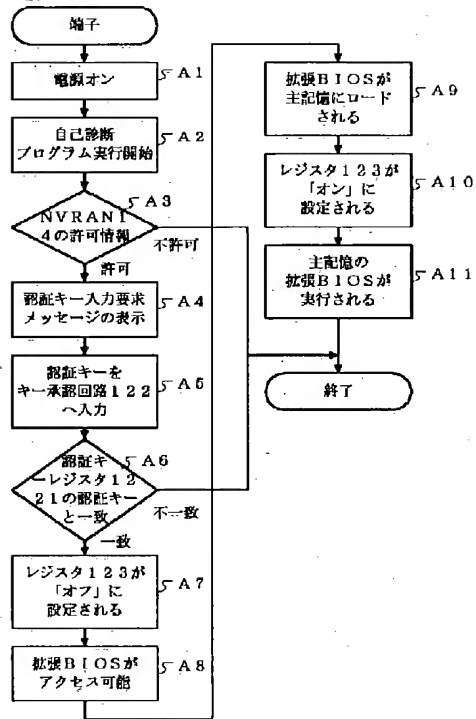 端子
電源オン
A1
自己診断
プログラム実行開始
A2
A3
NVRAN1
4の許可情報
不許可
許可
認証キー入力要求
メッセージの表示
A4
認証キーを
キー承認回路122
へ入力
A5
A6
認証キ
ーレジスタ12
21の認証キー
と一致
不一致
一致
レジスタ123が
「オフ」に
設定される
A7
拡張BIOSが
アクセス可能
A8
拡張BIOSが
主記憶にロード
される
A9
レジスタ123が
「オン」に
設定される
A10
主記憶の
拡張BIOSが
実行される
A11
終了